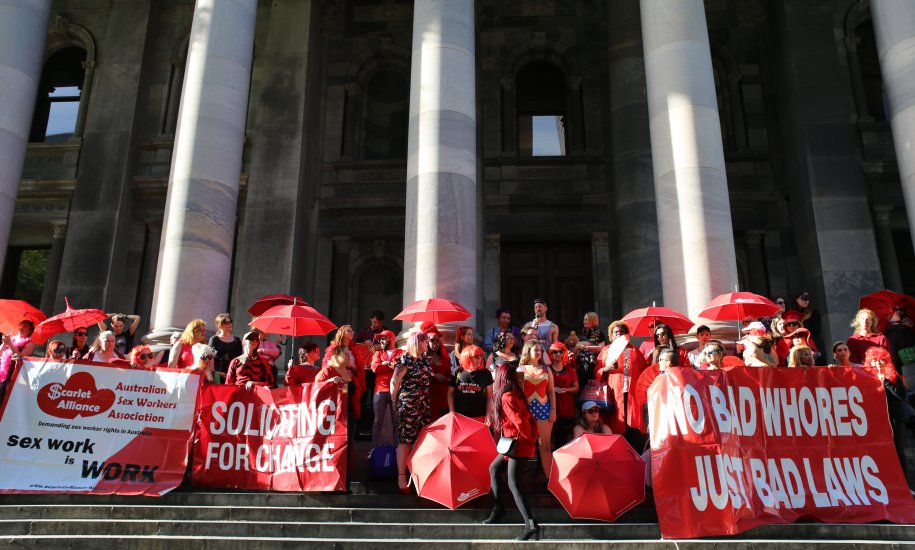 $carlet Alliance
Australian
Sex Workers
Association
Demanding sex worker rights in Australia
sex work
is
WORK
SOLICITING
FOR CHANGE
NO BAD WHORES
JUST BAD LAWS